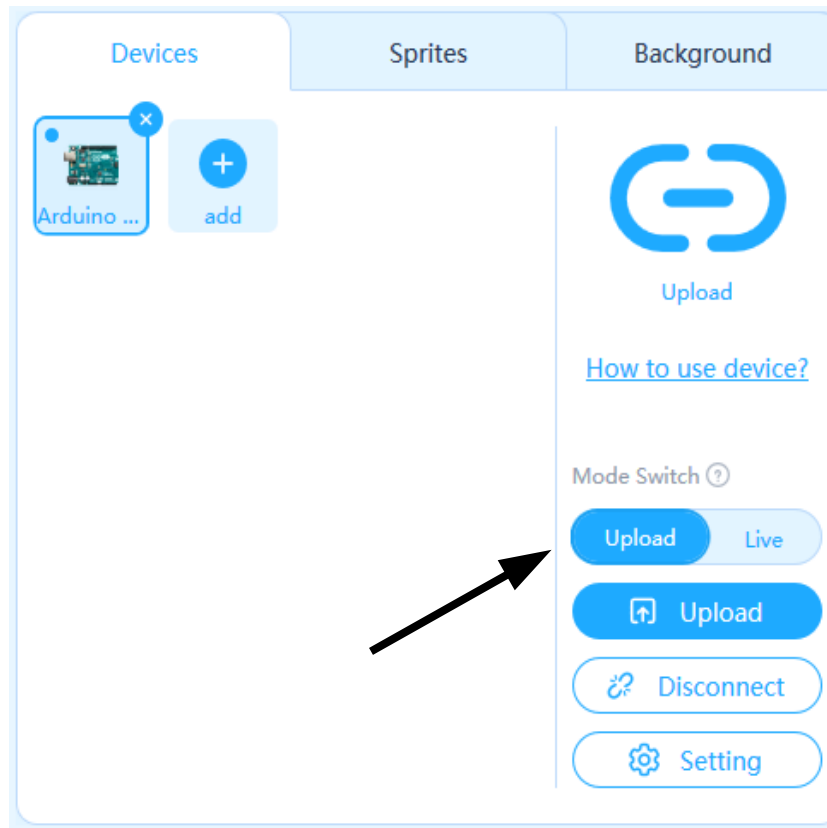 Devices
Sprites
Background
Arduino ...
add
Upload
How to use device?
Mode Switch ?
Upload
Live
Upload
Disconnect
Setting